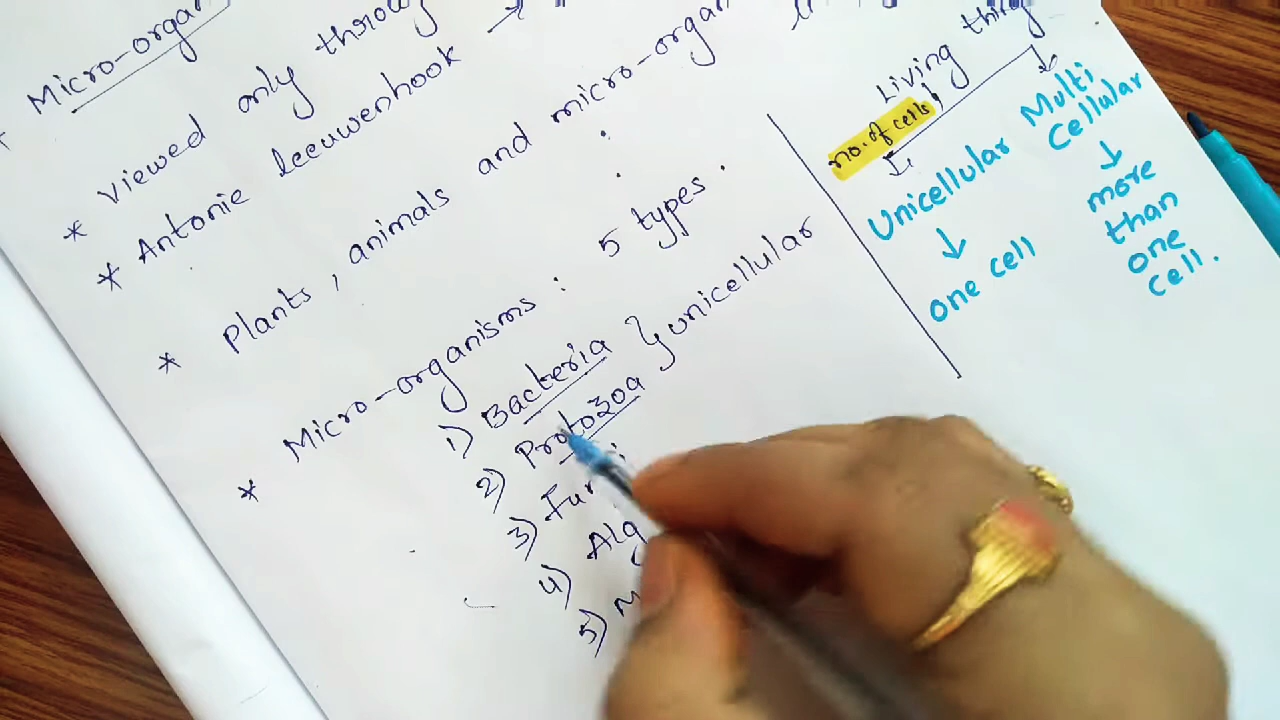 Micro-organ
* Viewed only throug
* Antonie leeuwenhook →
* Plants, animals and micro-organ
* Micro-organisms : 5 types.
1) Bacteria } unicellular
2) Protozoa
3) Fun
4) Alg
5) M
Living thing
no. of cells
Unicellular
↓
one cell
Multi
Cellular
↓
more
than
one
cell.